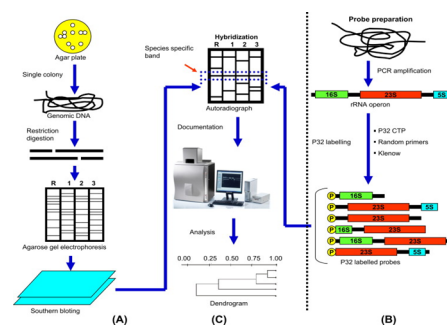 Agar plate
Single colony
Genomic DNA
Restriction
digestion
R 1 2 3
Agarose gel electrophoresis
Southern bloting
(A)
Hybridization
Species specific
band
R 1 2 3
Autoradiograph
Documentation
Analysis
0.00 0.25 0.50 0.75 1.00
Dendrogram
(C)
Probe preparation
PCR amplification
16S 23S 5S
rRNA operon
P32 labelling
• P32 CTP
• Random primers
• Klenow
P 16S
P 23S 5S
P 23S
P 16S 23S
P 16S 23S
P 23S 5S
P32 labelled probes
(B)